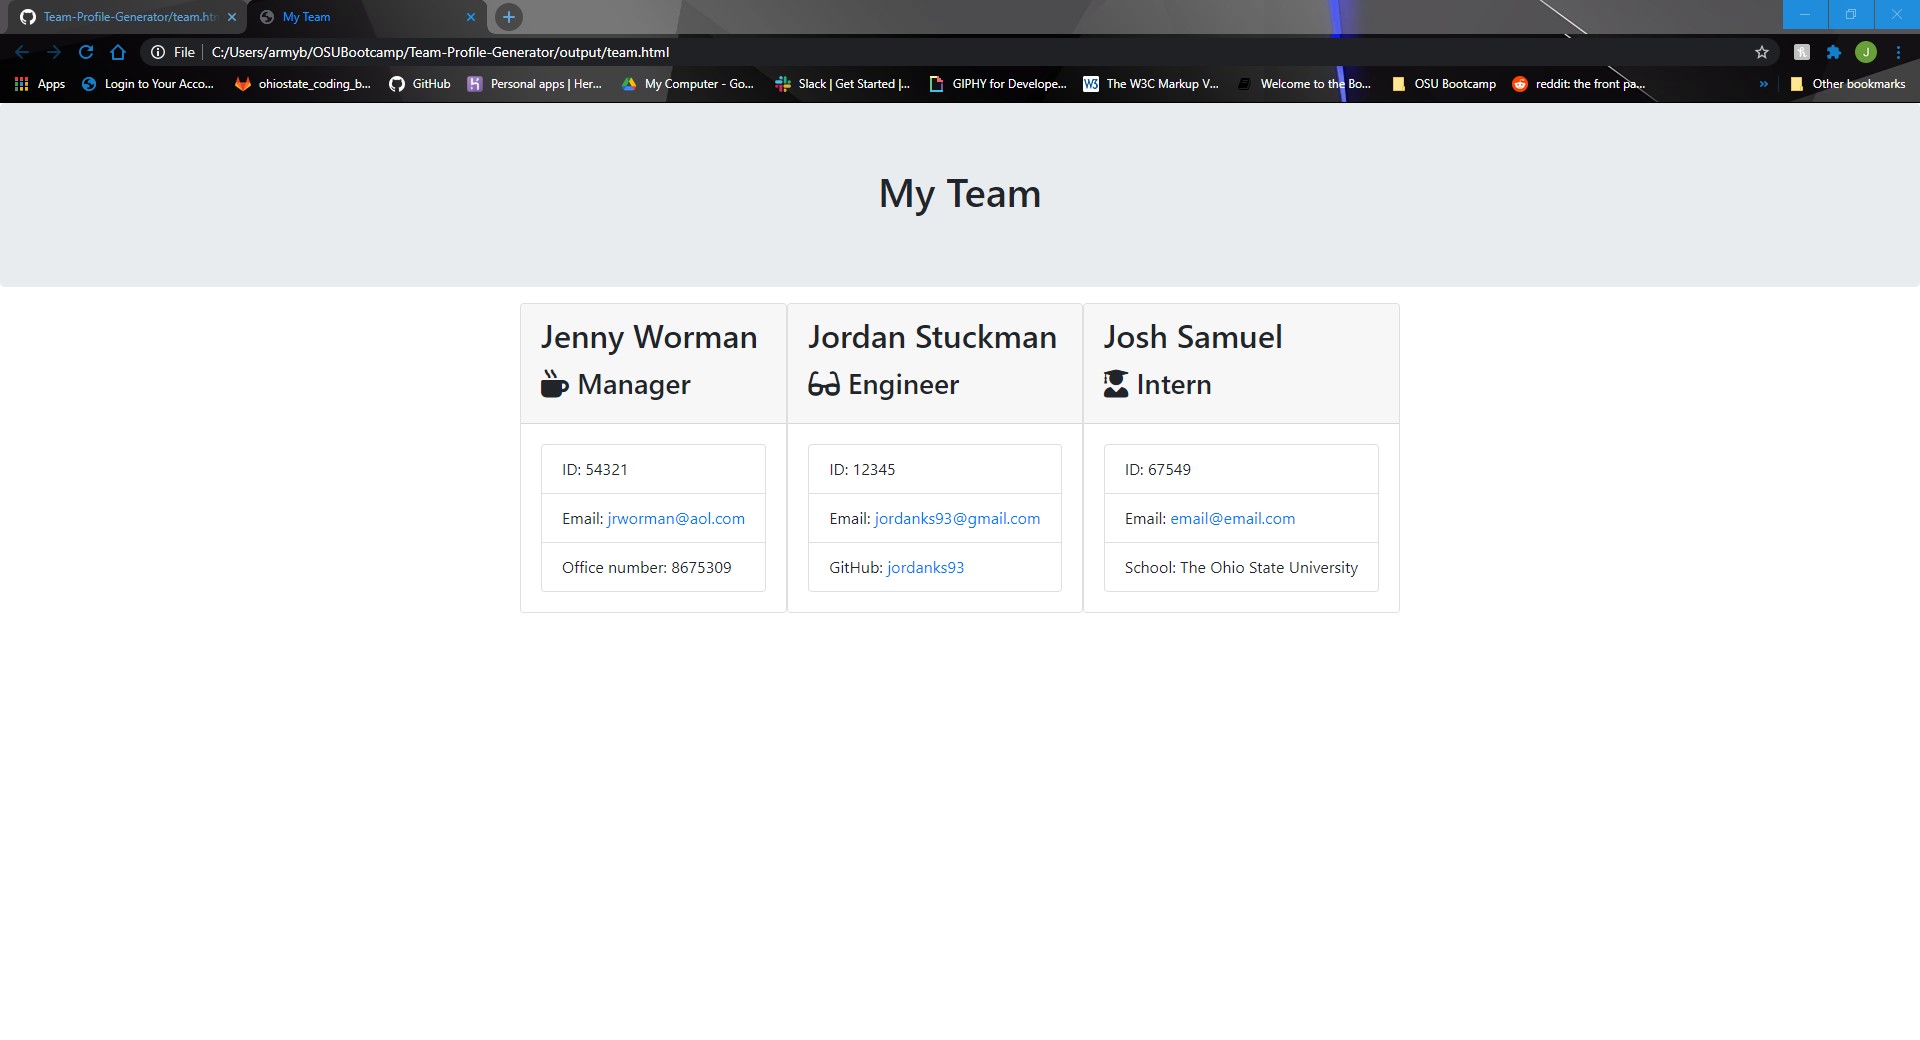 Team-Profile-Generator/team.htm
My Team
File C:/Users/armyb/OSUBootcamp/Team-Profile-Generator/output/team.html
J
Apps Login to Your Acco... ohiostate_coding_b... GitHub Personal apps | Her... My Computer - Go... Slack | Get Started |... GIPHY for Develope... W3 The W3C Markup V... Welcome to the Bo... OSU Bootcamp reddit: the front pa... » Other bookmarks
My Team
Jenny Worman
Manager
ID: 54321
Email: jrworman@aol.com
Office number: 8675309
Jordan Stuckman
Engineer
ID: 12345
Email: jordanks93@gmail.com
GitHub: jordanks93
Josh Samuel
Intern
ID: 67549
Email: email@email.com
School: The Ohio State University